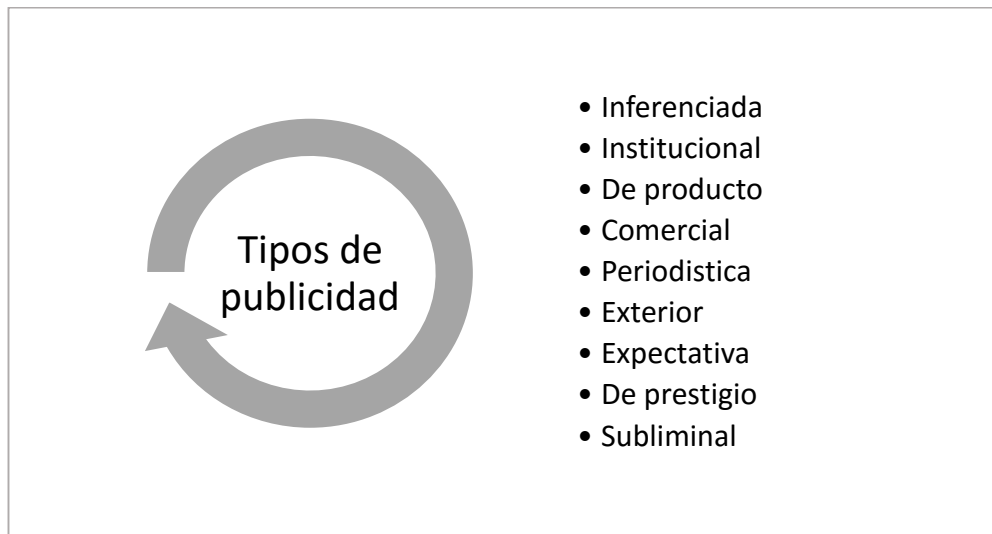 Tipos de
publicidad
• Inferenciada
• Institucional
• De producto
• Comercial
• Periodistica
• Exterior
• Expectativa
• De prestigio
• Subliminal